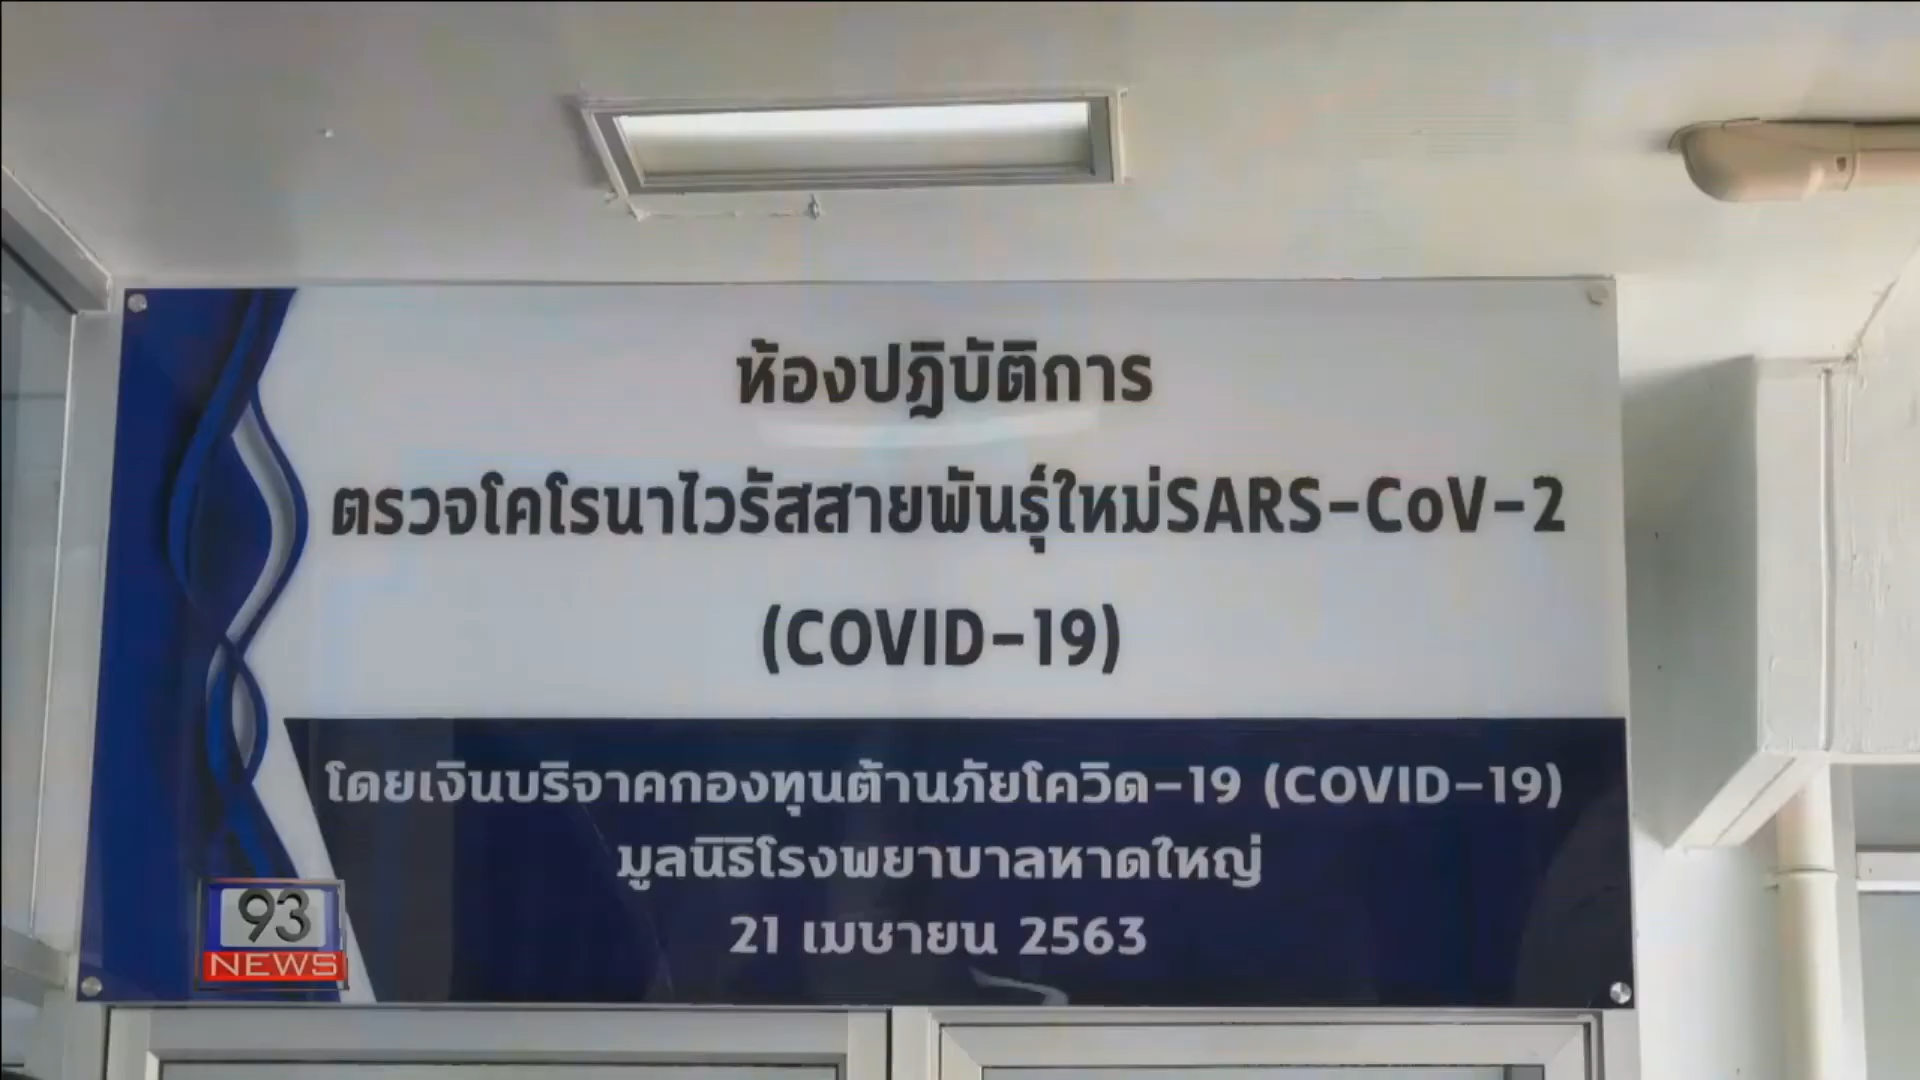 ห้องปฎิบัติการ
ตรวจโคโรนาไวรัสสายพันธุ์ใหม่SARS-CoV-2
(COVID-19)
โดยเงินบริจาคกองทุนต้านภัยโควิด-19 (COVID-19)
มูลนิธิโรงพยาบาลหาดใหญ่
21 เมษายน 2563
93
NEWS